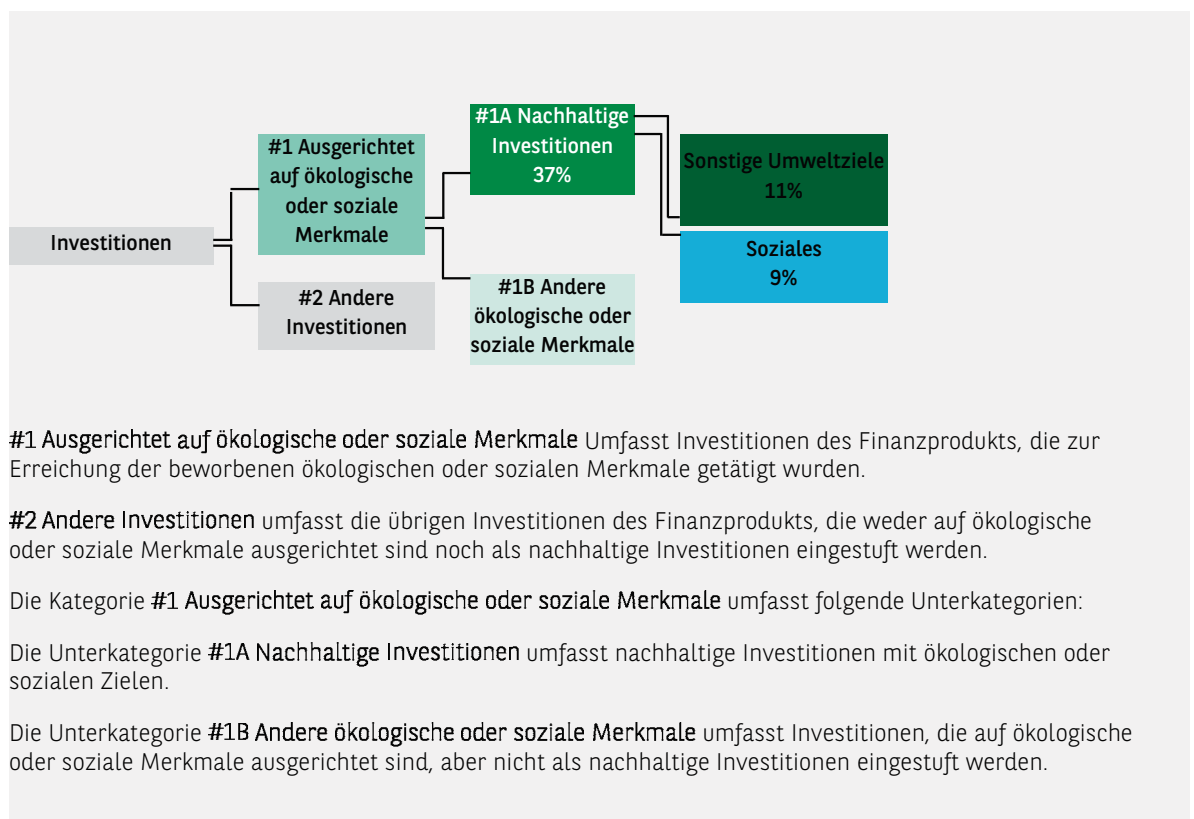 #1A Nachhaltige
Investitionen
37%
#1 Ausgerichtet
auf ökologische
oder soziale
Merkmale
Sonstige Umweltziele
11%
Investitionen
Soziales
9%
#2 Andere
Investitionen
#1B Andere
ökologische oder
soziale Merkmale
#1 Ausgerichtet auf ökologische oder soziale Merkmale Umfasst Investitionen des Finanzprodukts, die zur
Erreichung der beworbenen ökologischen oder sozialen Merkmale getätigt wurden.
#2 Andere Investitionen umfasst die übrigen Investitionen des Finanzprodukts, die weder auf ökologische
oder soziale Merkmale ausgerichtet sind noch als nachhaltige Investitionen eingestuft werden.
Die Kategorie #1 Ausgerichtet auf ökologische oder soziale Merkmale umfasst folgende Unterkategorien:
Die Unterkategorie #1A Nachhaltige Investitionen umfasst nachhaltige Investitionen mit ökologischen oder
sozialen Zielen.
Die Unterkategorie #1B Andere ökologische oder soziale Merkmale umfasst Investitionen, die auf ökologische
oder soziale Merkmale ausgerichtet sind, aber nicht als nachhaltige Investitionen eingestuft werden.